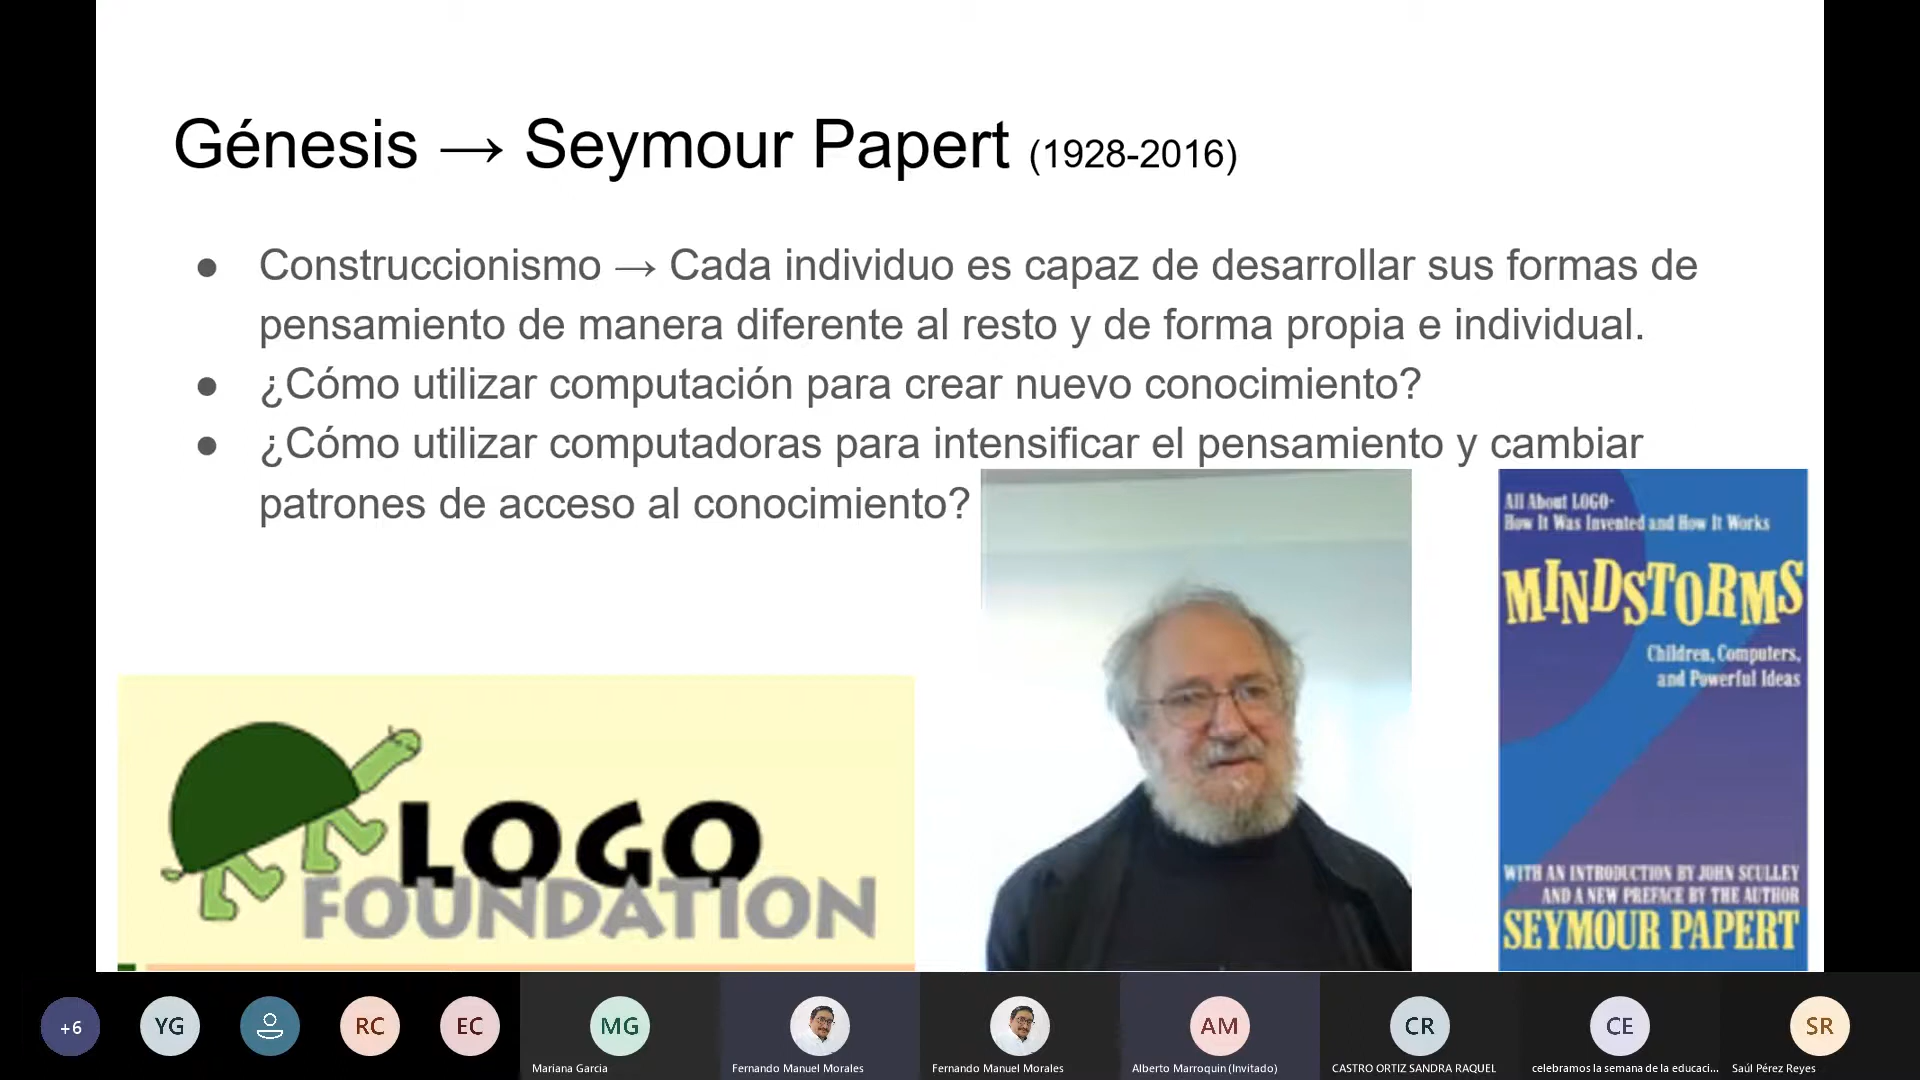 Génesis → Seymour Papert (1928-2016)
● Construccionismo → Cada individuo es capaz de desarrollar sus formas de
pensamiento de manera diferente al resto y de forma propia e individual.
● ¿Cómo utilizar computación para crear nuevo conocimiento?
● ¿Cómo utilizar computadoras para intensificar el pensamiento y cambiar
patrones de acceso al conocimiento?
LOGO
FOUNDATION
All About LOGO-
How It Was Invented and How It Works
MINDSTORMS
Children, Computers,
and Powerful Ideas
WITH AN INTRODUCTION BY JOHN SCULLEY
AND A NEW PREFACE BY THE AUTHOR
SEYMOUR PAPERT
+6
YG
RC
EC
MG
AM
CR
CE
SR
Mariana Garcia
Fernando Manuel Morales
Fernando Manuel Morales
Alberto Marroquin (Invitado)
CASTRO ORTIZ SANDRA RAQUEL
celebramos la semana de la educaci...
Saúl Pérez Reyes